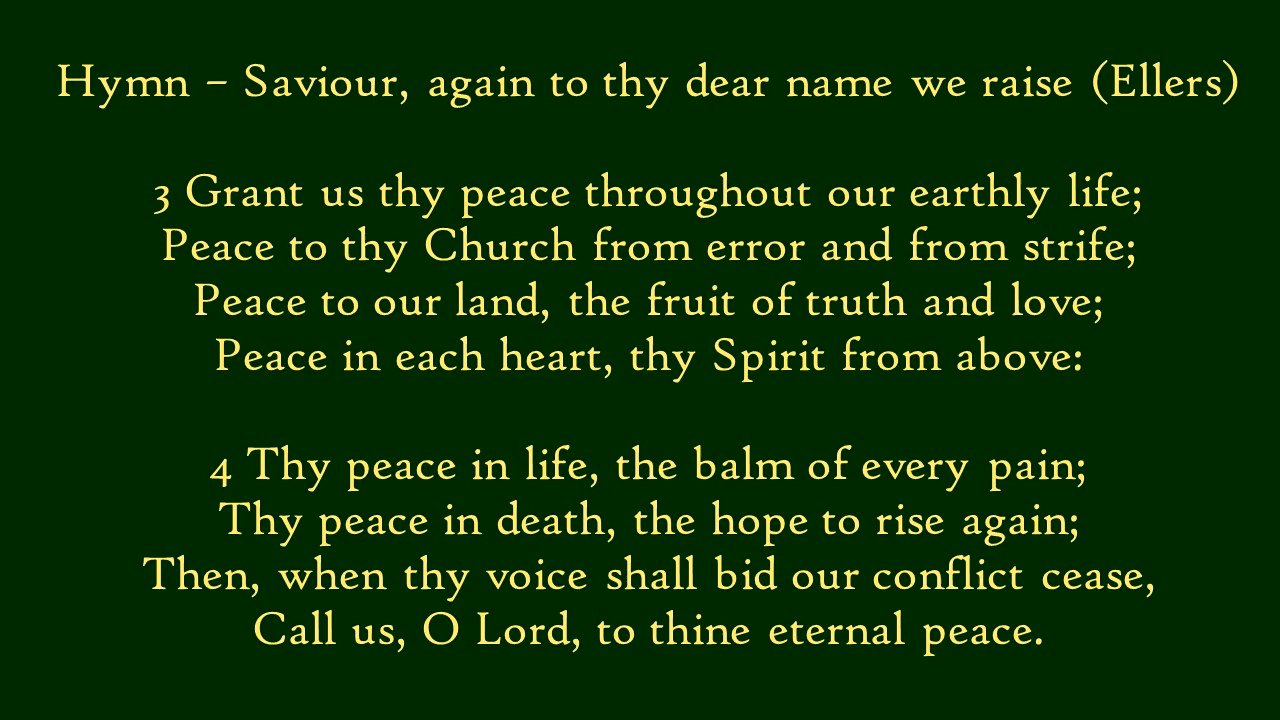 Hymn – Saviour, again to thy dear name we raise (Ellers)
3 Grant us thy peace throughout our earthly life;
Peace to thy Church from error and from strife;
Peace to our land, the fruit of truth and love;
Peace in each heart, thy Spirit from above:
4 Thy peace in life, the balm of every pain;
Thy peace in death, the hope to rise again;
Then, when thy voice shall bid our conflict cease,
Call us, O Lord, to thine eternal peace.